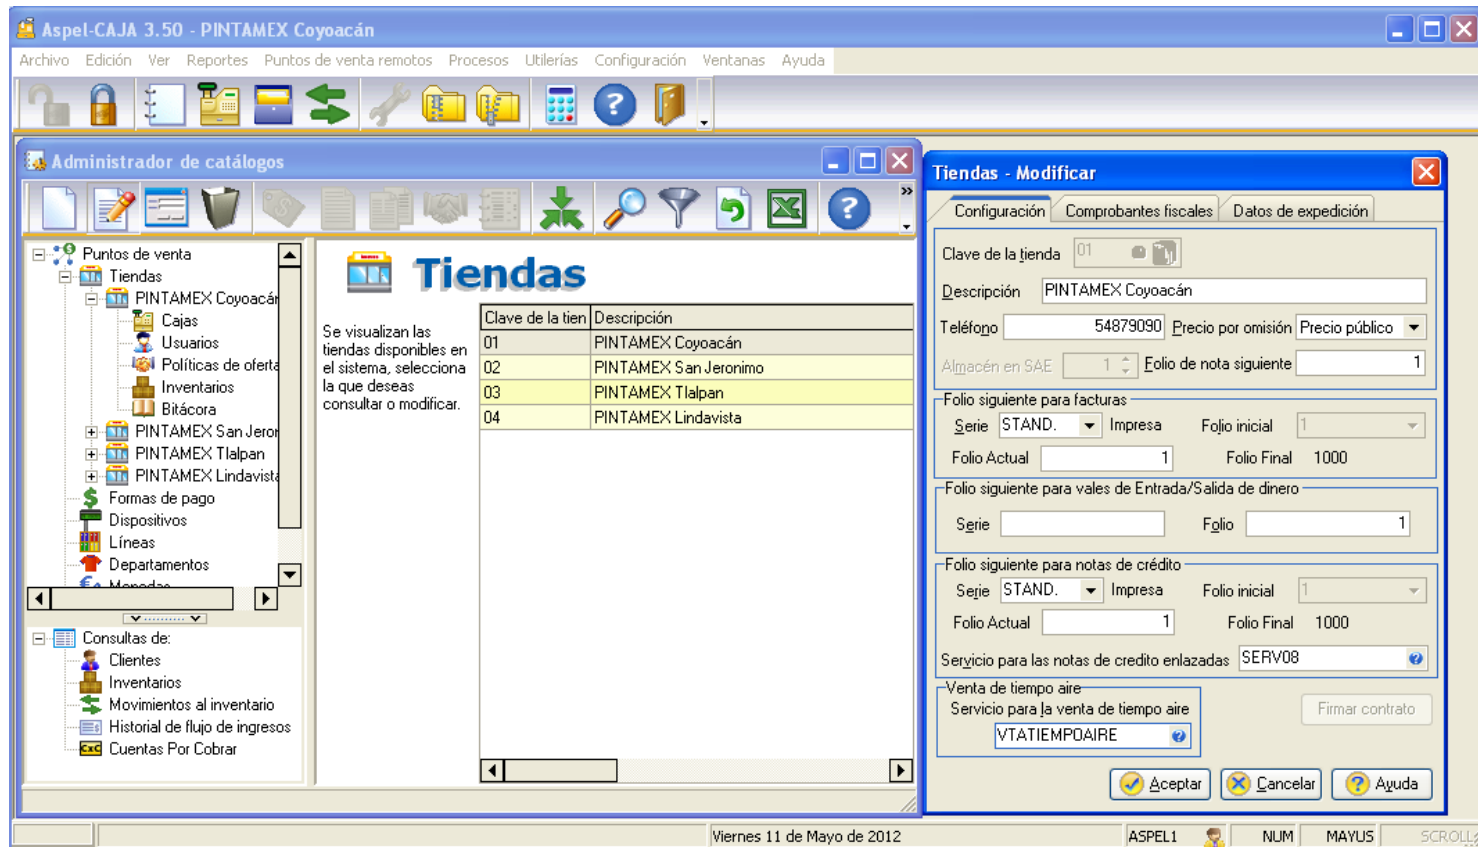 Aspel-CAJA 3.50 - PINTAMEX Coyoacán
Archivo Edición Ver Reportes Puntos de venta remotos Procesos Utilerías Configuración Ventanas Ayuda
Administrador de catálogos
Puntos de venta
Tiendas
PINTAMEX Coyoacán
Cajas
Usuarios
Políticas de oferta
Inventarios
Bitácora
PINTAMEX San Jeron
PINTAMEX Tlalpan
PINTAMEX Lindavista
Formas de pago
Dispositivos
Líneas
Departamentos
Monedas
Consultas de:
Clientes
Inventarios
Movimientos al inventario
Historial de flujo de ingresos
CxC Cuentas Por Cobrar
Tiendas
Se visualizan las
tiendas disponibles en
el sistema, selecciona
la que deseas
consultar o modificar.
Clave de la tien Descripción
01 PINTAMEX Coyoacán
02 PINTAMEX San Jeronimo
03 PINTAMEX Tlalpan
04 PINTAMEX Lindavista
Tiendas - Modificar
Configuración Comprobantes fiscales Datos de expedición
Clave de la tienda 01
Descripción PINTAMEX Coyoacán
Teléfono 54879090 Precio por omisión Precio público
Almacén en SAE 1 Folio de nota siguiente 1
Folio siguiente para facturas
Serie STAND. Impresa Folio inicial 1
Folio Actual 1 Folio Final 1000
Folio siguiente para vales de Entrada/Salida de dinero
Serie Folio 1
Folio siguiente para notas de crédito
Serie STAND. Impresa Folio inicial 1
Folio Actual 1 Folio Final 1000
Servicio para las notas de credito enlazadas SERV08
Venta de tiempo aire
Servicio para la venta de tiempo aire Firmar contrato
VTATIEMPOAIRE
Aceptar Cancelar Ayuda
Viernes 11 de Mayo de 2012 ASPEL1 NUM MAYUS SCROLL